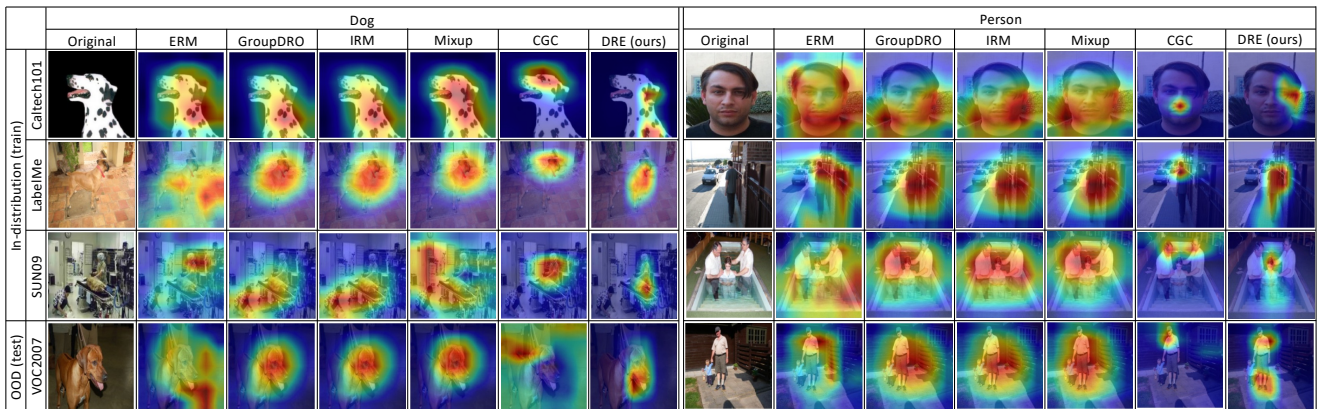 Dog Person
Original ERM GroupDRO IRM Mixup CGC DRE (ours) Original ERM GroupDRO IRM Mixup CGC DRE (ours)
In-distribution (train)
Caltech101
LabelMe
SUN09
OOD (test)
VOC2007